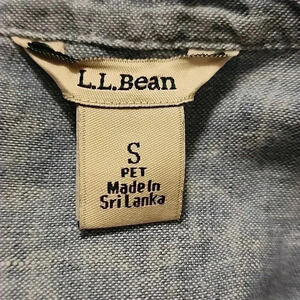 L.L.Bean
S
PET
Made In
Sri Lanka